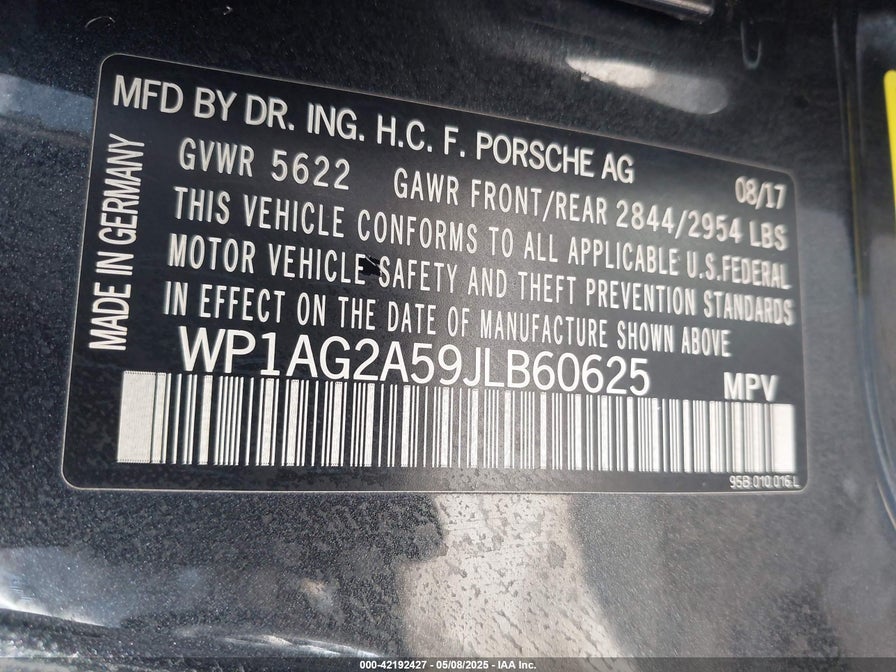 MFD BY DR. ING. H.C. F. PORSCHE AG
08/17
GVWR 5622 GAWR FRONT/REAR 2844/2954 LBS
THIS VEHICLE CONFORMS TO ALL APPLICABLE U.S.FEDERAL
MOTOR VEHICLE SAFETY AND THEFT PREVENTION STANDARDS
IN EFFECT ON THE DATE OF MANUFACTURE SHOWN ABOVE
MADE IN GERMANY
WP1AG2A59JLB60625
MPV
95B.010.016.L
000-42192427 - 05/08/2025 - IAA Inc.